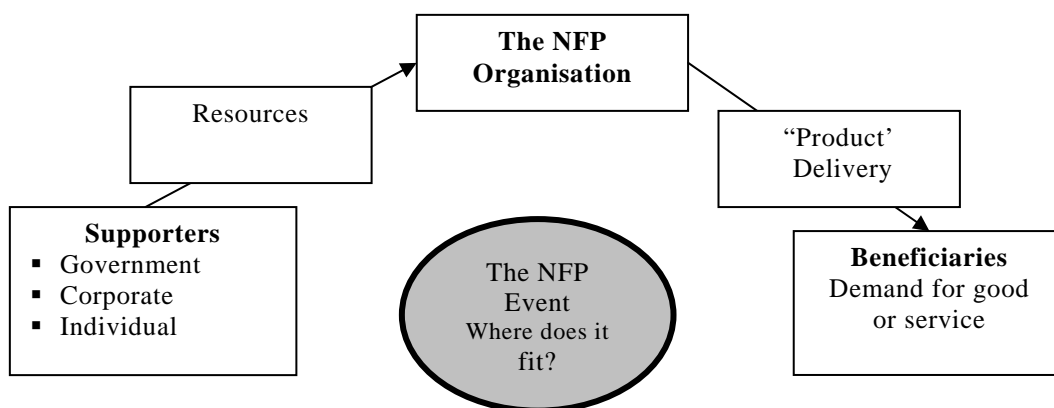 The NFP
Organisation
Resources
“Product’
Delivery
Supporters
▪ Government
▪ Corporate
▪ Individual
The NFP
Event
Where does it
fit?
Beneficiaries
Demand for good
or service